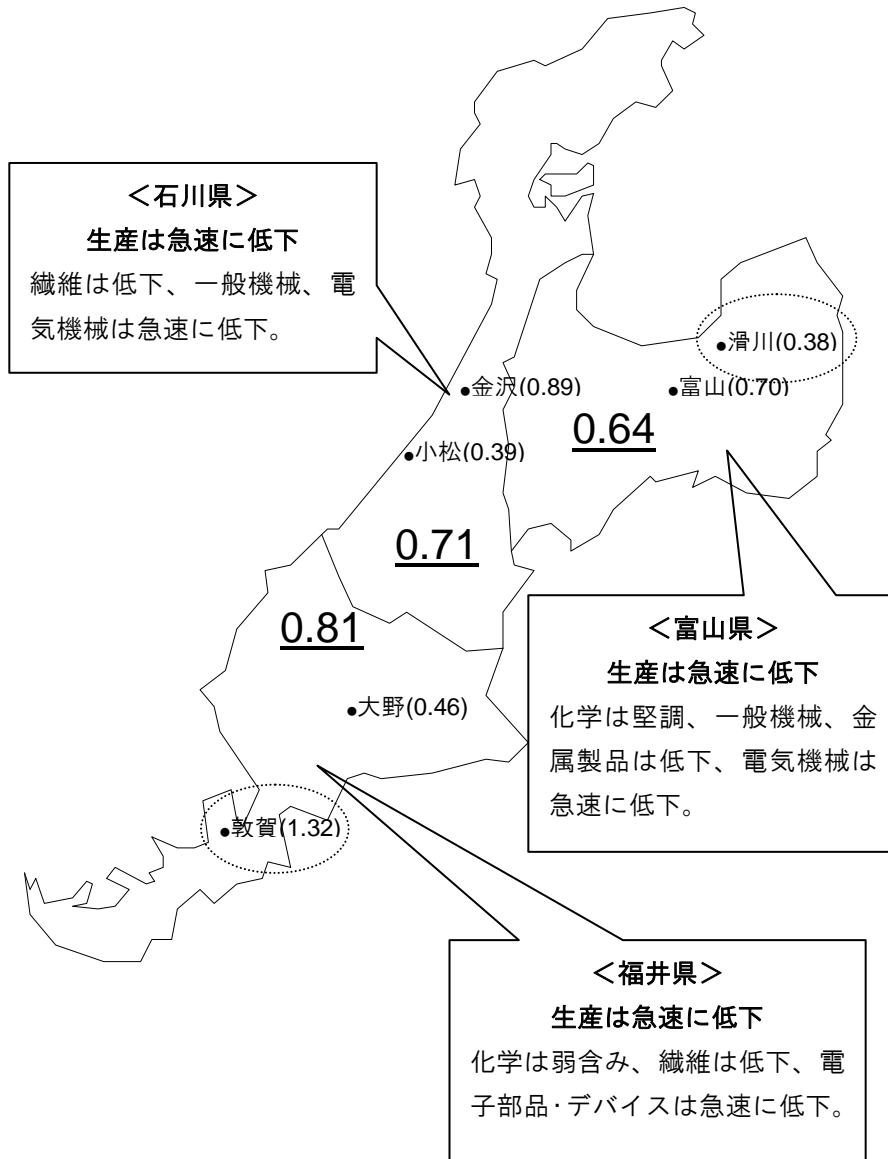 ＜石川県＞
生産は急速に低下
繊維は低下、一般機械、電
気機械は急速に低下。
滑川(0.38)
金沢(0.89)
富山(0.70)
0.64
小松(0.39)
0.71
0.81
＜富山県＞
生産は急速に低下
化学は堅調、一般機械、金
属製品は低下、電気機械は
急速に低下。
大野(0.46)
敦賀(1.32)
＜福井県＞
生産は急速に低下
化学は弱含み、繊維は低下、電
子部品・デバイスは急速に低下。